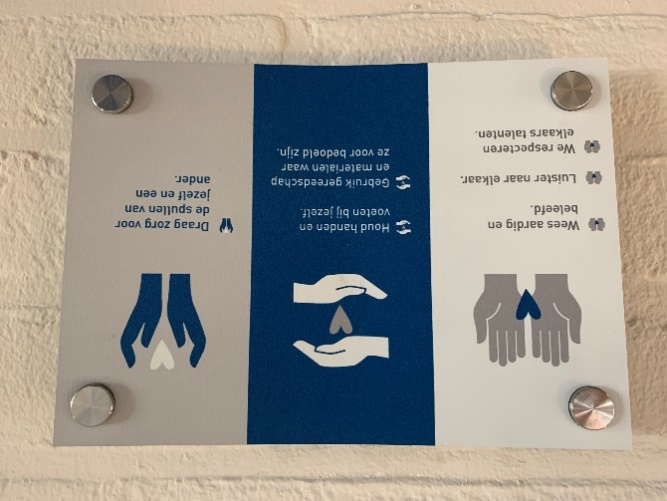 Wees aardig en
beleefd.
Luister naar elkaar.
We respecteren
elkaars talenten.
Houd handen en
voeten bij jezelf.
Gebruik gereedschap
en materialen waar
ze voor bedoeld zijn.
Draag zorg voor
de spullen van
jezelf en een
ander.